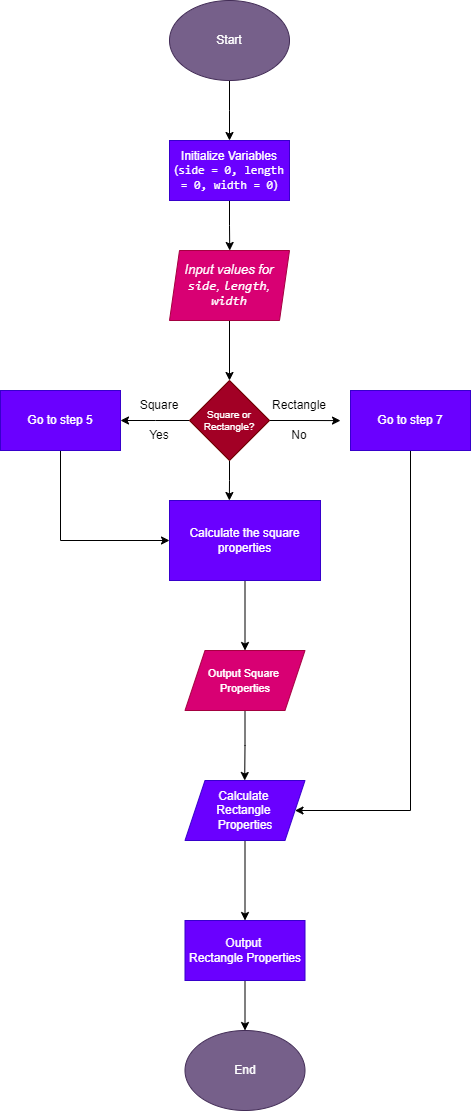 Start
Initialize Variables
(side = 0, length
= 0, width = 0)
Input values for
side, length,
width
Square
Rectangle
Square or
Rectangle?
Go to step 5
Go to step 7
Yes
No
Calculate the square
properties
Output Square
Properties
Calculate
Rectangle
Properties
Output
Rectangle Properties
End